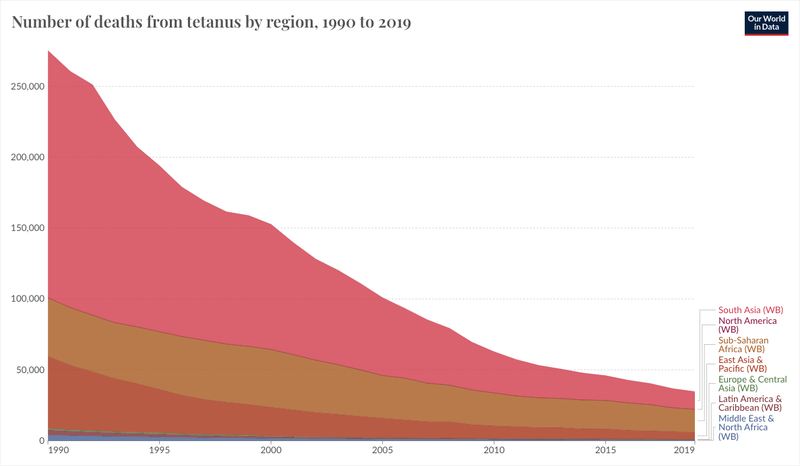 Number of deaths from tetanus by region, 1990 to 2019
Our World
in Data
250,000
200,000
150,000
100,000
50,000
0
1990
1995
2000
2005
2010
2015
2019
South Asia (WB)
North America
(WB)
Sub-Saharan
Africa (WB)
East Asia &
Pacific (WB)
Europe & Central
Asia (WB)
Latin America &
Caribbean (WB)
Middle East &
North Africa
(WB)